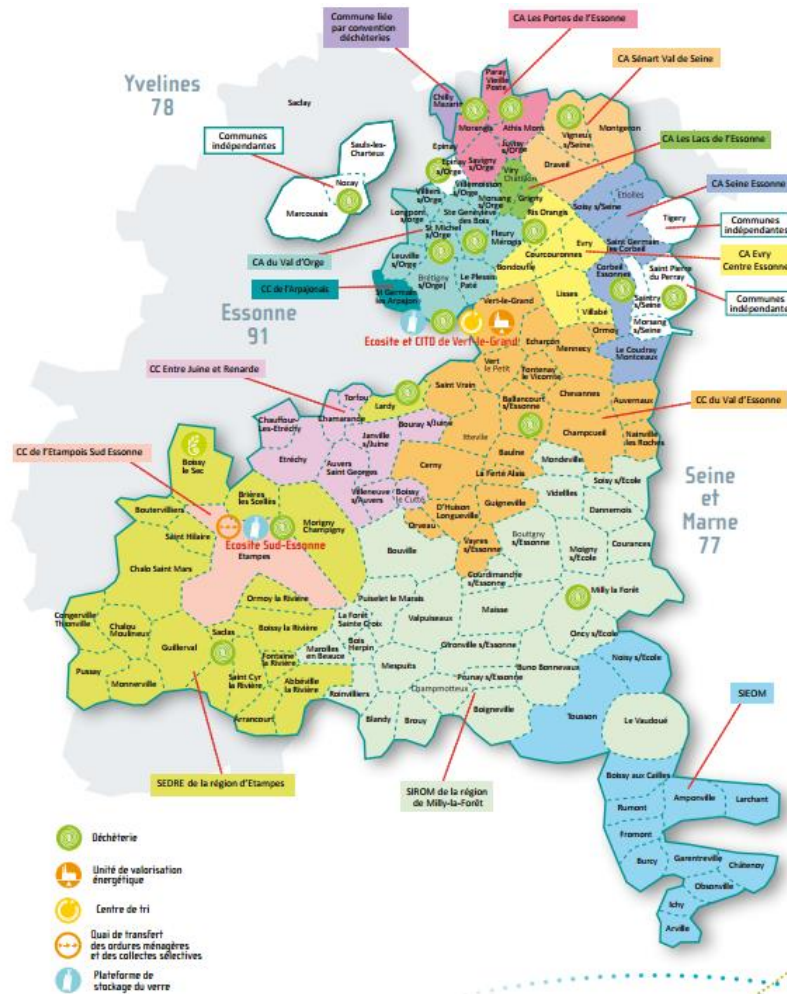 Commune liée
par convention
déchèteries
CA Les Portes de l'Essonne
CA Sénart Val de Seine
Yvelines
78
Saclay
Communes
indépendantes
Saulx-les-
Chartreux
Nozay
Marcoussis
Chilly
Mazarin
Paray
Vieille
Poste
Morangis
Athis Mons
Juvisy
s/Orge
Savigny
s/Orge
Vigneux
s/Seine
Montgeron
Draveil
CA Les Lacs de l'Essonne
Epinay
Epinay
s/Orge
Viry
Chatillon
Grigny
Villemoisson
s/Orge
Villiers
s/Orge
Morsang
s/Orge
Longpont
s/orge
Ste Geneviève
des Bois
St Michel
s/Orge
Fleury
Mérogis
Leuville
s/Orge
Brétigny
s/Orge
Le Plessis
Paté
CA du Val d'Orge
CC de l'Arpajonais
St Germain
les Arpajon
Ris Orangis
Evry
Courcouronnes
Bondoufle
Lisses
Villabé
Soisy s/Seine
Etiolles
CA Seine Essonne
Tigery
Communes
indépendantes
Saint Germain
les Corbeil
CA Evry
Centre Essonne
Corbeil
Essonnes
Saint Pierre
du Perray
Saintry
s/Seine
Communes
indépendantes
Morsang
s/Seine
Ormoy
Le Coudray
Montceaux
Essonne
91
Ecosite et CITD de Vert-le-Grand
Vert-le-Grand
Echarçon
Mennecy
Vert
le Petit
Fontenay
le Vicomte
Chevannes
Auvernaux
Ballancourt
s/Essonne
Champcueil
Nainville
les Roches
Saint Vrain
Itteville
Baulne
Cerny
La Ferté Alais
Guigneville
D'Huison
Longueville
Orveau
Vayres
s/Essonne
CC du Val d'Essonne
CC Entre Juine et Renarde
Torfou
Lardy
Chamarande
Chauffour-
Les-Etréchy
Bouray s/Juine
Janville
s/Juine
Etréchy
Auvers
Saint Georges
Villeneuve
s/Auvers
Boissy
le Cutté
CC de l'Etampois Sud Essonne
Boissy
le Sec
Brières
les Scellés
Boutervilliers
Morigny
Champigny
Saint Hilaire
Ecosite Sud-Essonne
Etampes
Chalo Saint Mars
Ormoy la Rivière
Congerville
Thionville
Chalou
Moulineux
Guillerval
Saclas
Boissy la Rivière
Fontaine
la Rivière
Pussay
Monnerville
Saint Cyr
la Rivière
Abbéville
la Rivière
Arrancourt
SEDRE de la région d'Etampes
Seine
et
Marne
77
Mondeville
Soisy s/Ecole
Videlles
Dannemois
Boutigny
s/Essonne
Moigny
s/Ecole
Courances
Bouville
Courdimanche
s/Essonne
Milly la Forêt
Puiselet le Marais
Maisse
Valpuiseaux
La Forêt
Sainte Croix
Oncy s/Ecole
Bois
Herpin
Marolles
en Beauce
Gironville s/Essonne
Buno Bonnevaux
Mespuits
Prunay s/Essonne
Roinvilliers
Champmotteux
Boigneville
Blandy
Brouy
SIROM de la région
de Milly-la-Forêt
Noisy s/Ecole
Tousson
Le Vaudoué
SIEOM
Boissy aux Cailles
Amponville
Larchant
Rumont
Fromont
Burcy
Garentreville
Châtenoy
Obsonville
Ichy
Arville
Déchèterie
Unité de valorisation
énergétique
Centre de tri
Quai de transfert
des ordures ménagères
et des collectes sélectives
Plateforme de
stockage du verre